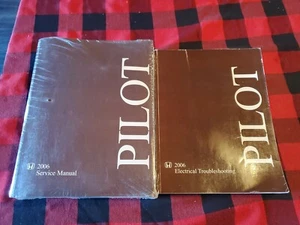 PILOT
2006
Service Manual
PILOT
2006
Electrical Troubleshooting